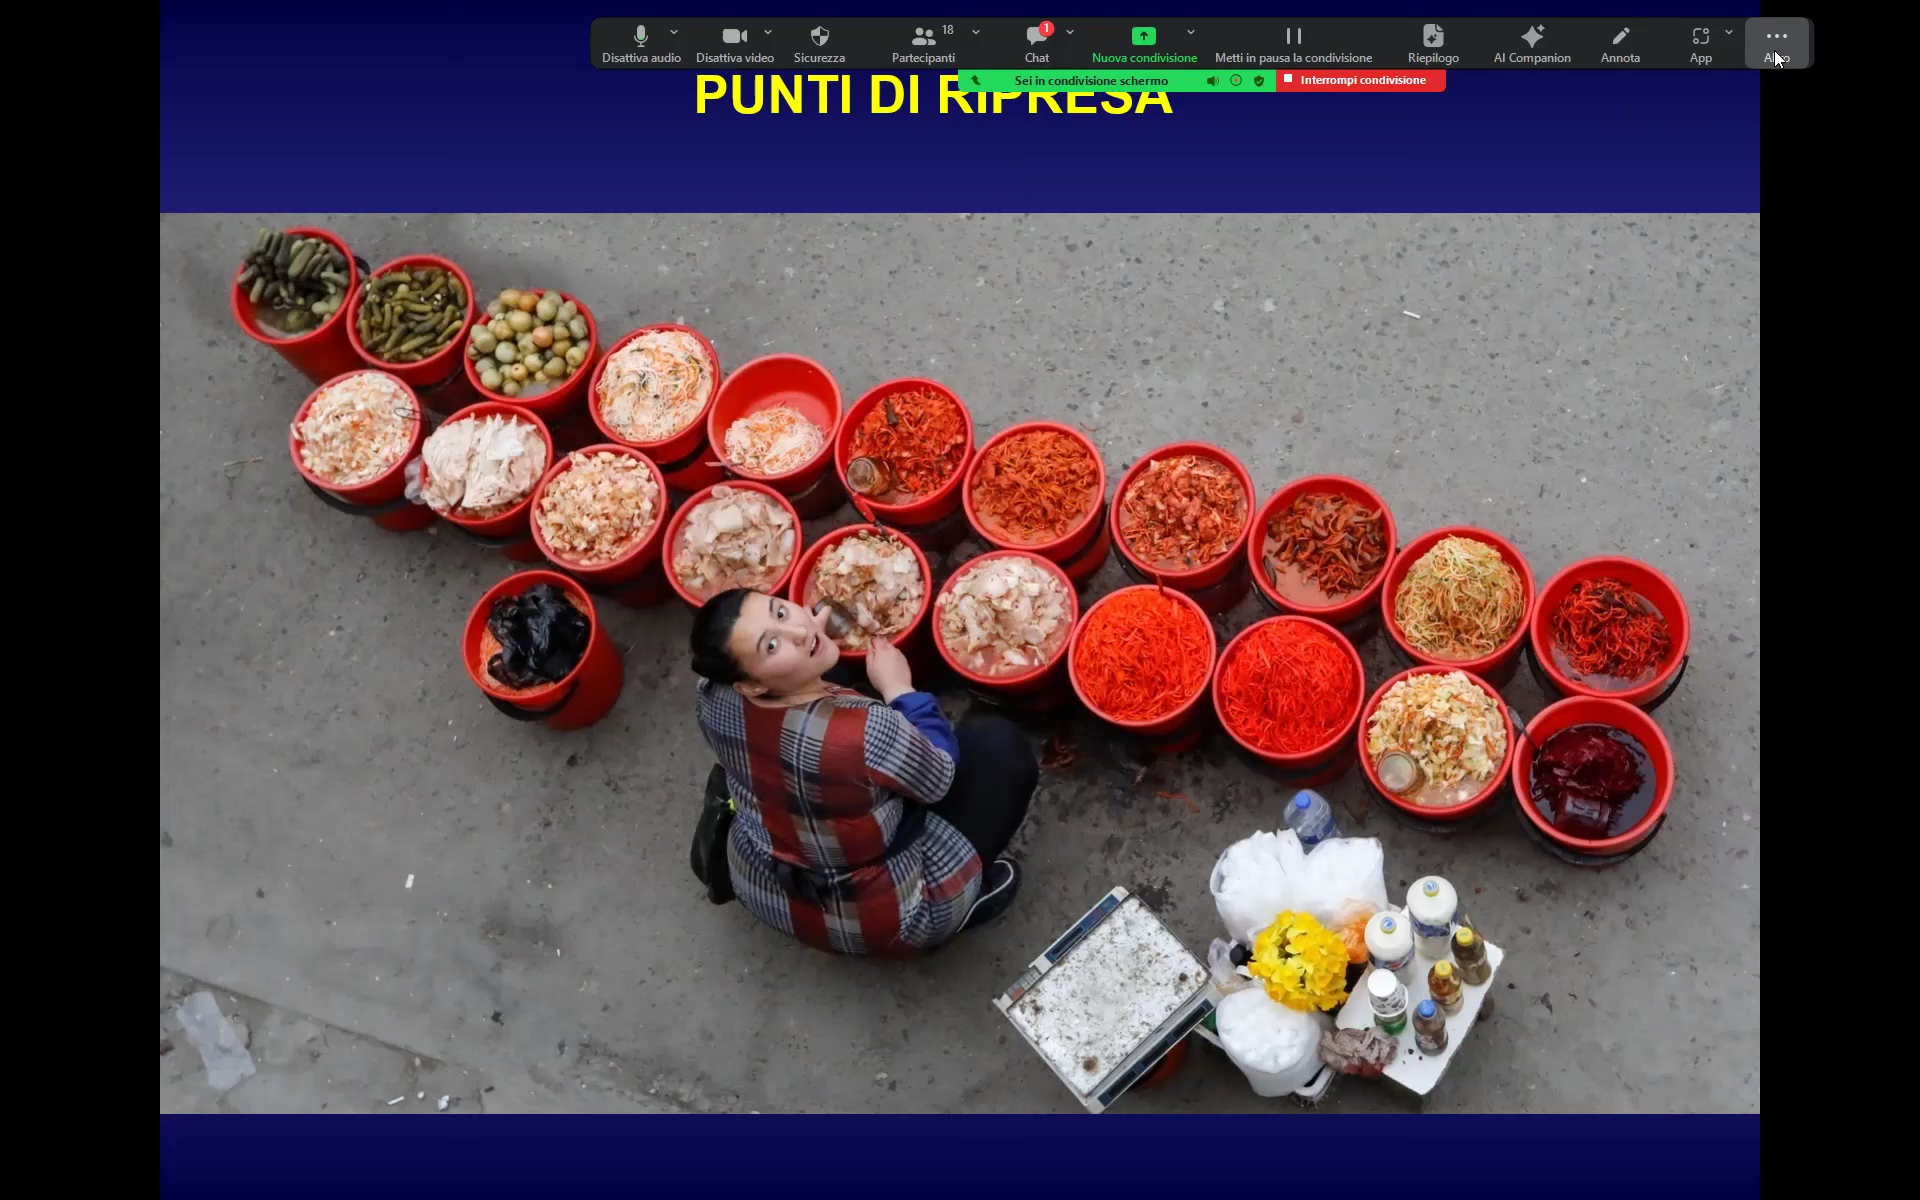 18
1
Disattiva audio
Disattiva video
Sicurezza
Partecipanti
Chat
Nuova condivisione
Metti in pausa la condivisione
Riepilogo
AI Companion
Annota
App
Sei in condivisione schermo
Interrompi condivisione
PUNTI DI RIPRESA